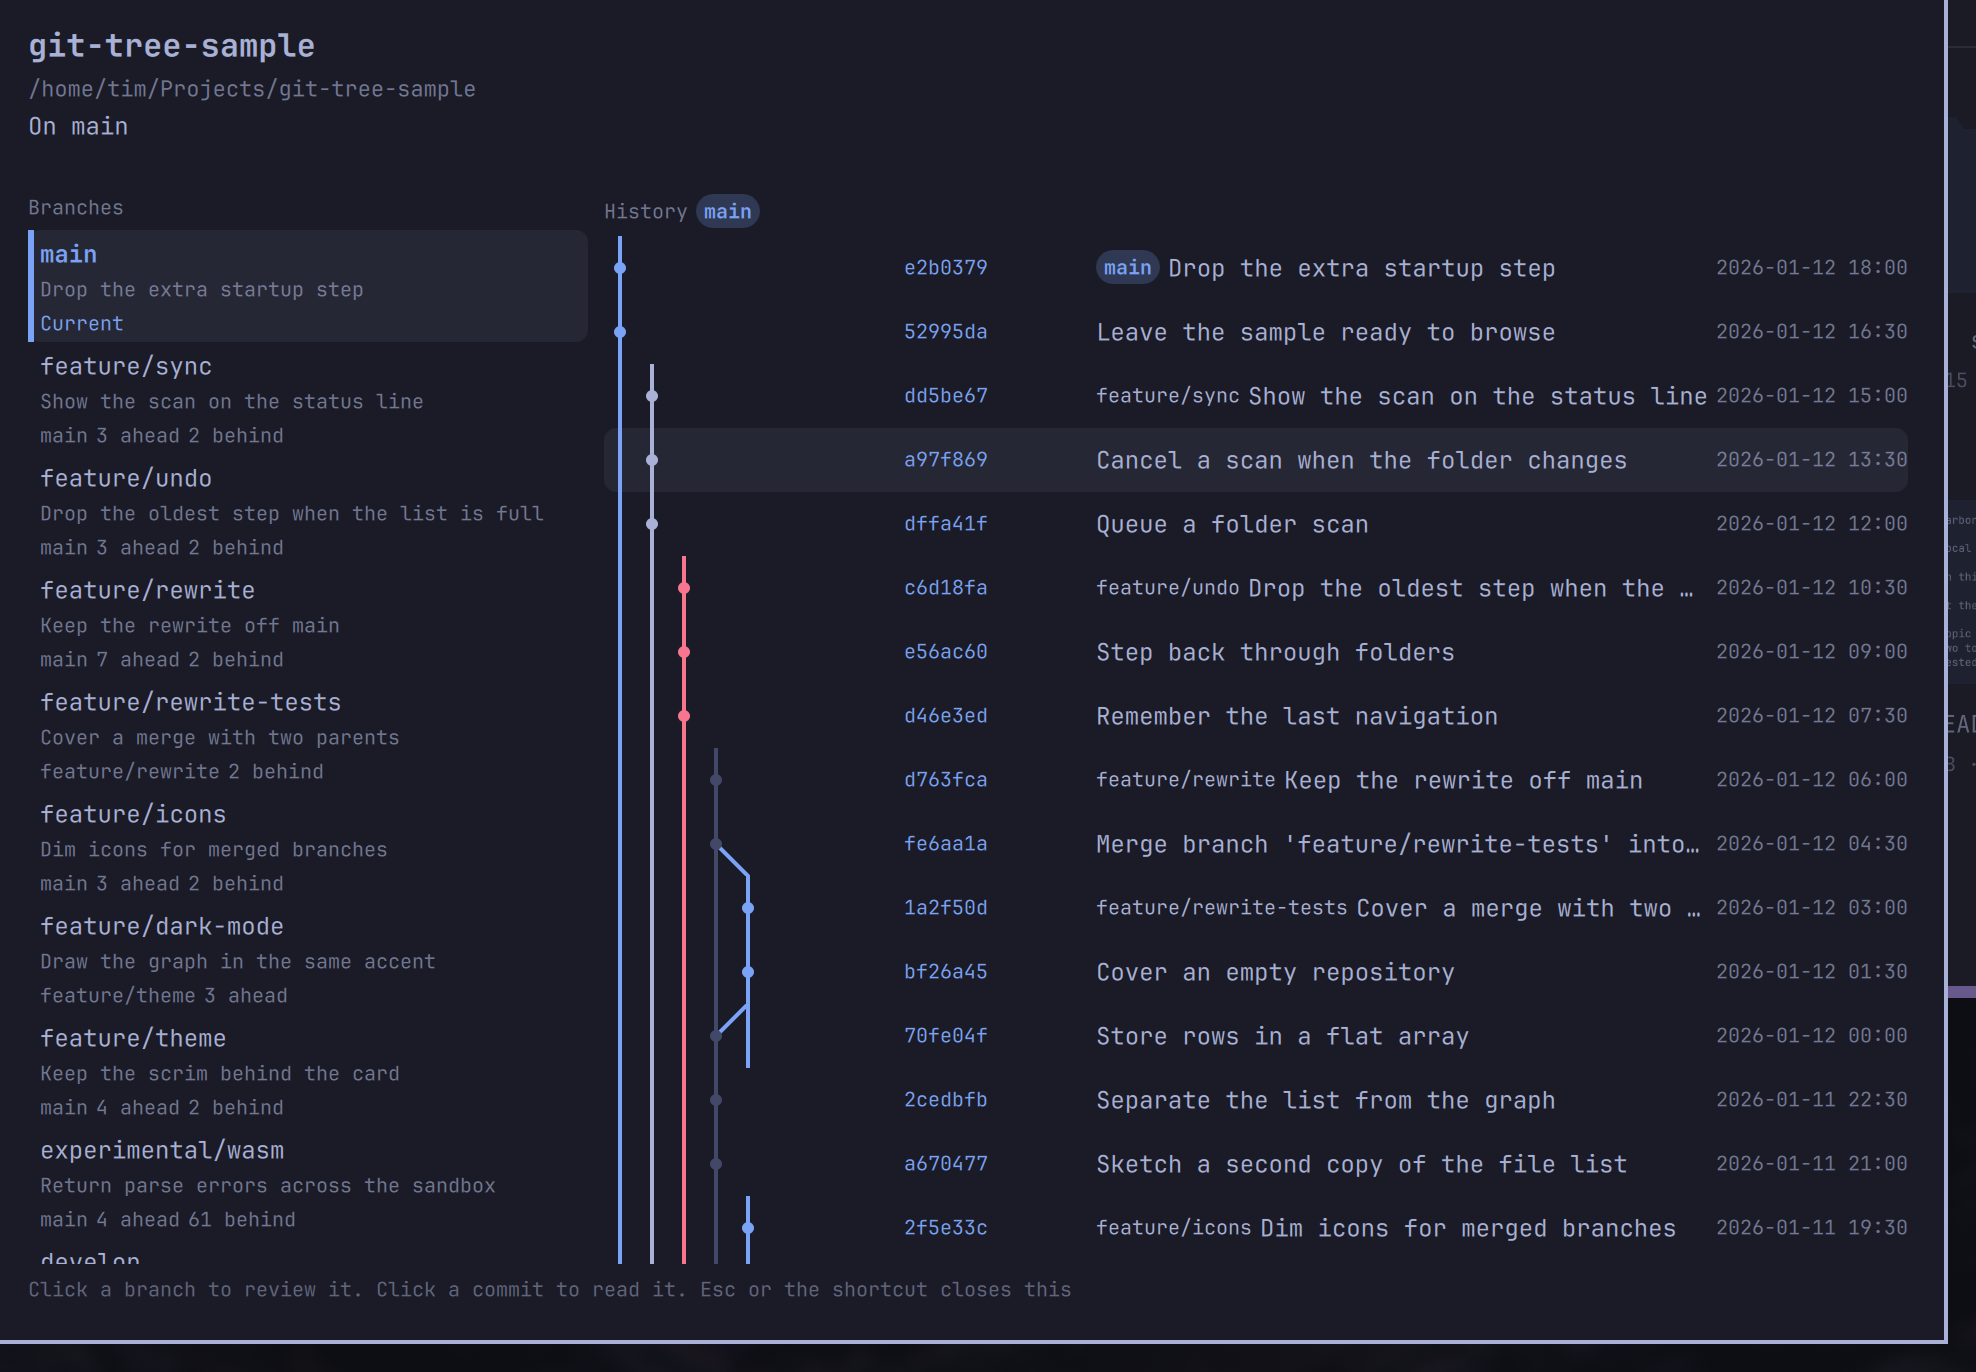 git-tree-sample
/home/tim/Projects/git-tree-sample
On main
Branches
main
Drop the extra startup step
Current
feature/sync
Show the scan on the status line
main 3 ahead 2 behind
feature/undo
Drop the oldest step when the list is full
main 3 ahead 2 behind
feature/rewrite
Keep the rewrite off main
main 7 ahead 2 behind
feature/rewrite-tests
Cover a merge with two parents
feature/rewrite 2 behind
feature/icons
Dim icons for merged branches
main 3 ahead 2 behind
feature/dark-mode
Draw the graph in the same accent
feature/theme 3 ahead
feature/theme
Keep the scrim behind the card
main 4 ahead 2 behind
experimental/wasm
Return parse errors across the sandbox
main 4 ahead 61 behind
develop
History main
e2b0379 main Drop the extra startup step 2026-01-12 18:00
52995da Leave the sample ready to browse 2026-01-12 16:30
dd5be67 feature/sync Show the scan on the status line 2026-01-12 15:00
a97f869 Cancel a scan when the folder changes 2026-01-12 13:30
dffa41f Queue a folder scan 2026-01-12 12:00
c6d18fa feature/undo Drop the oldest step when the … 2026-01-12 10:30
e56ac60 Step back through folders 2026-01-12 09:00
d46e3ed Remember the last navigation 2026-01-12 07:30
d763fca feature/rewrite Keep the rewrite off main 2026-01-12 06:00
fe6aa1a Merge branch 'feature/rewrite-tests' into… 2026-01-12 04:30
1a2f50d feature/rewrite-tests Cover a merge with two … 2026-01-12 03:00
bf26a45 Cover an empty repository 2026-01-12 01:30
70fe04f Store rows in a flat array 2026-01-12 00:00
2cedbfb Separate the list from the graph 2026-01-11 22:30
a670477 Sketch a second copy of the file list 2026-01-11 21:00
2f5e33c feature/icons Dim icons for merged branches 2026-01-11 19:30
Click a branch to review it. Click a commit to read it. Esc or the shortcut closes this